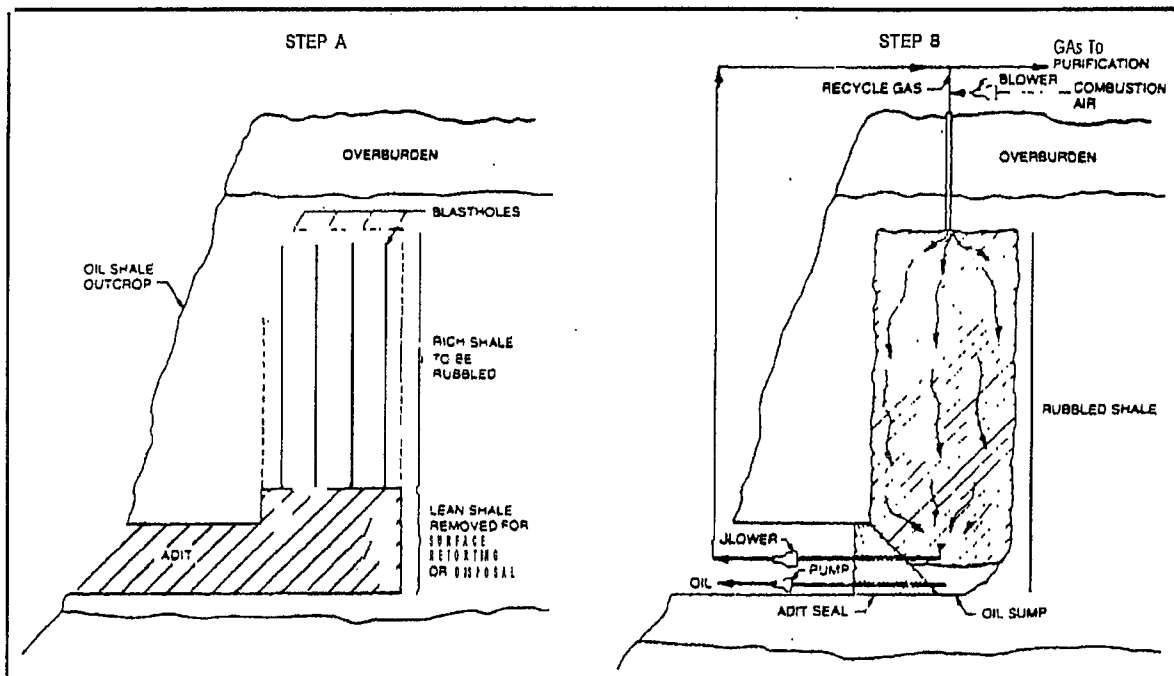 STEP A
OVERBURDEN
BLASTHOLES
OIL SHALE
OUTCROP
RICH SHALE
TO BE
RUBBLED
LEAN SHALE
REMOVED FOR
SURFACE
RETORTING
OR DISPOSAL
ADIT
STEP B
GAs To
PURIFICATION
RECYCLE GAS
BLOWER
COMBUSTION
AIR
OVERBURDEN
RUBBLED SHALE
JLOWER
PUMP
OIL
ADIT SEAL
OIL SUMP